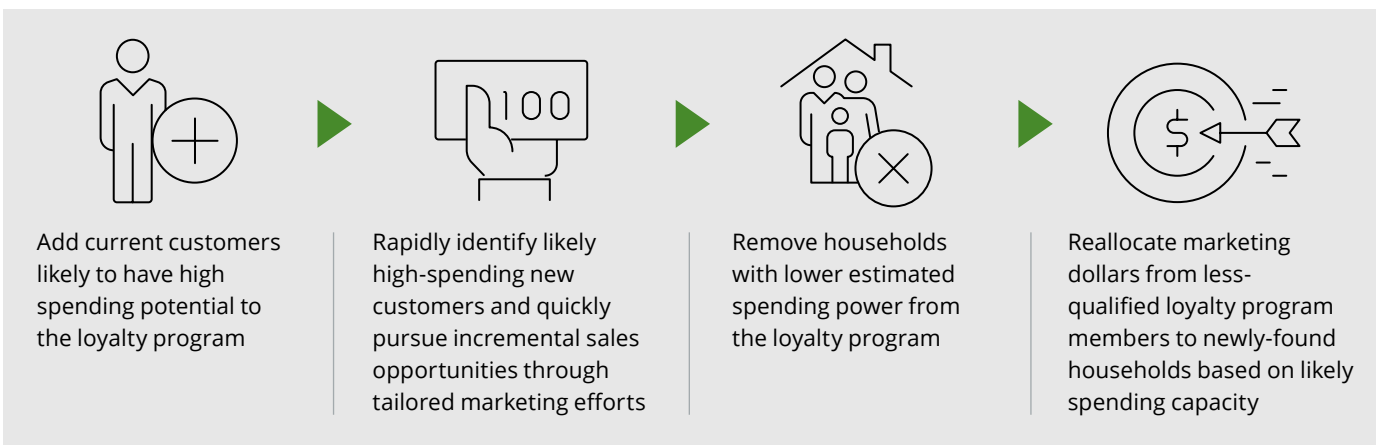 100
Add current customers
likely to have high
spending potential to
the loyalty program
Rapidly identify likely
high-spending new
customers and quickly
pursue incremental sales
opportunities through
tailored marketing efforts
Remove households
with lower estimated
spending power from
the loyalty program
$
Reallocate marketing
dollars from less-
qualified loyalty program
members to newly-found
households based on likely
spending capacity